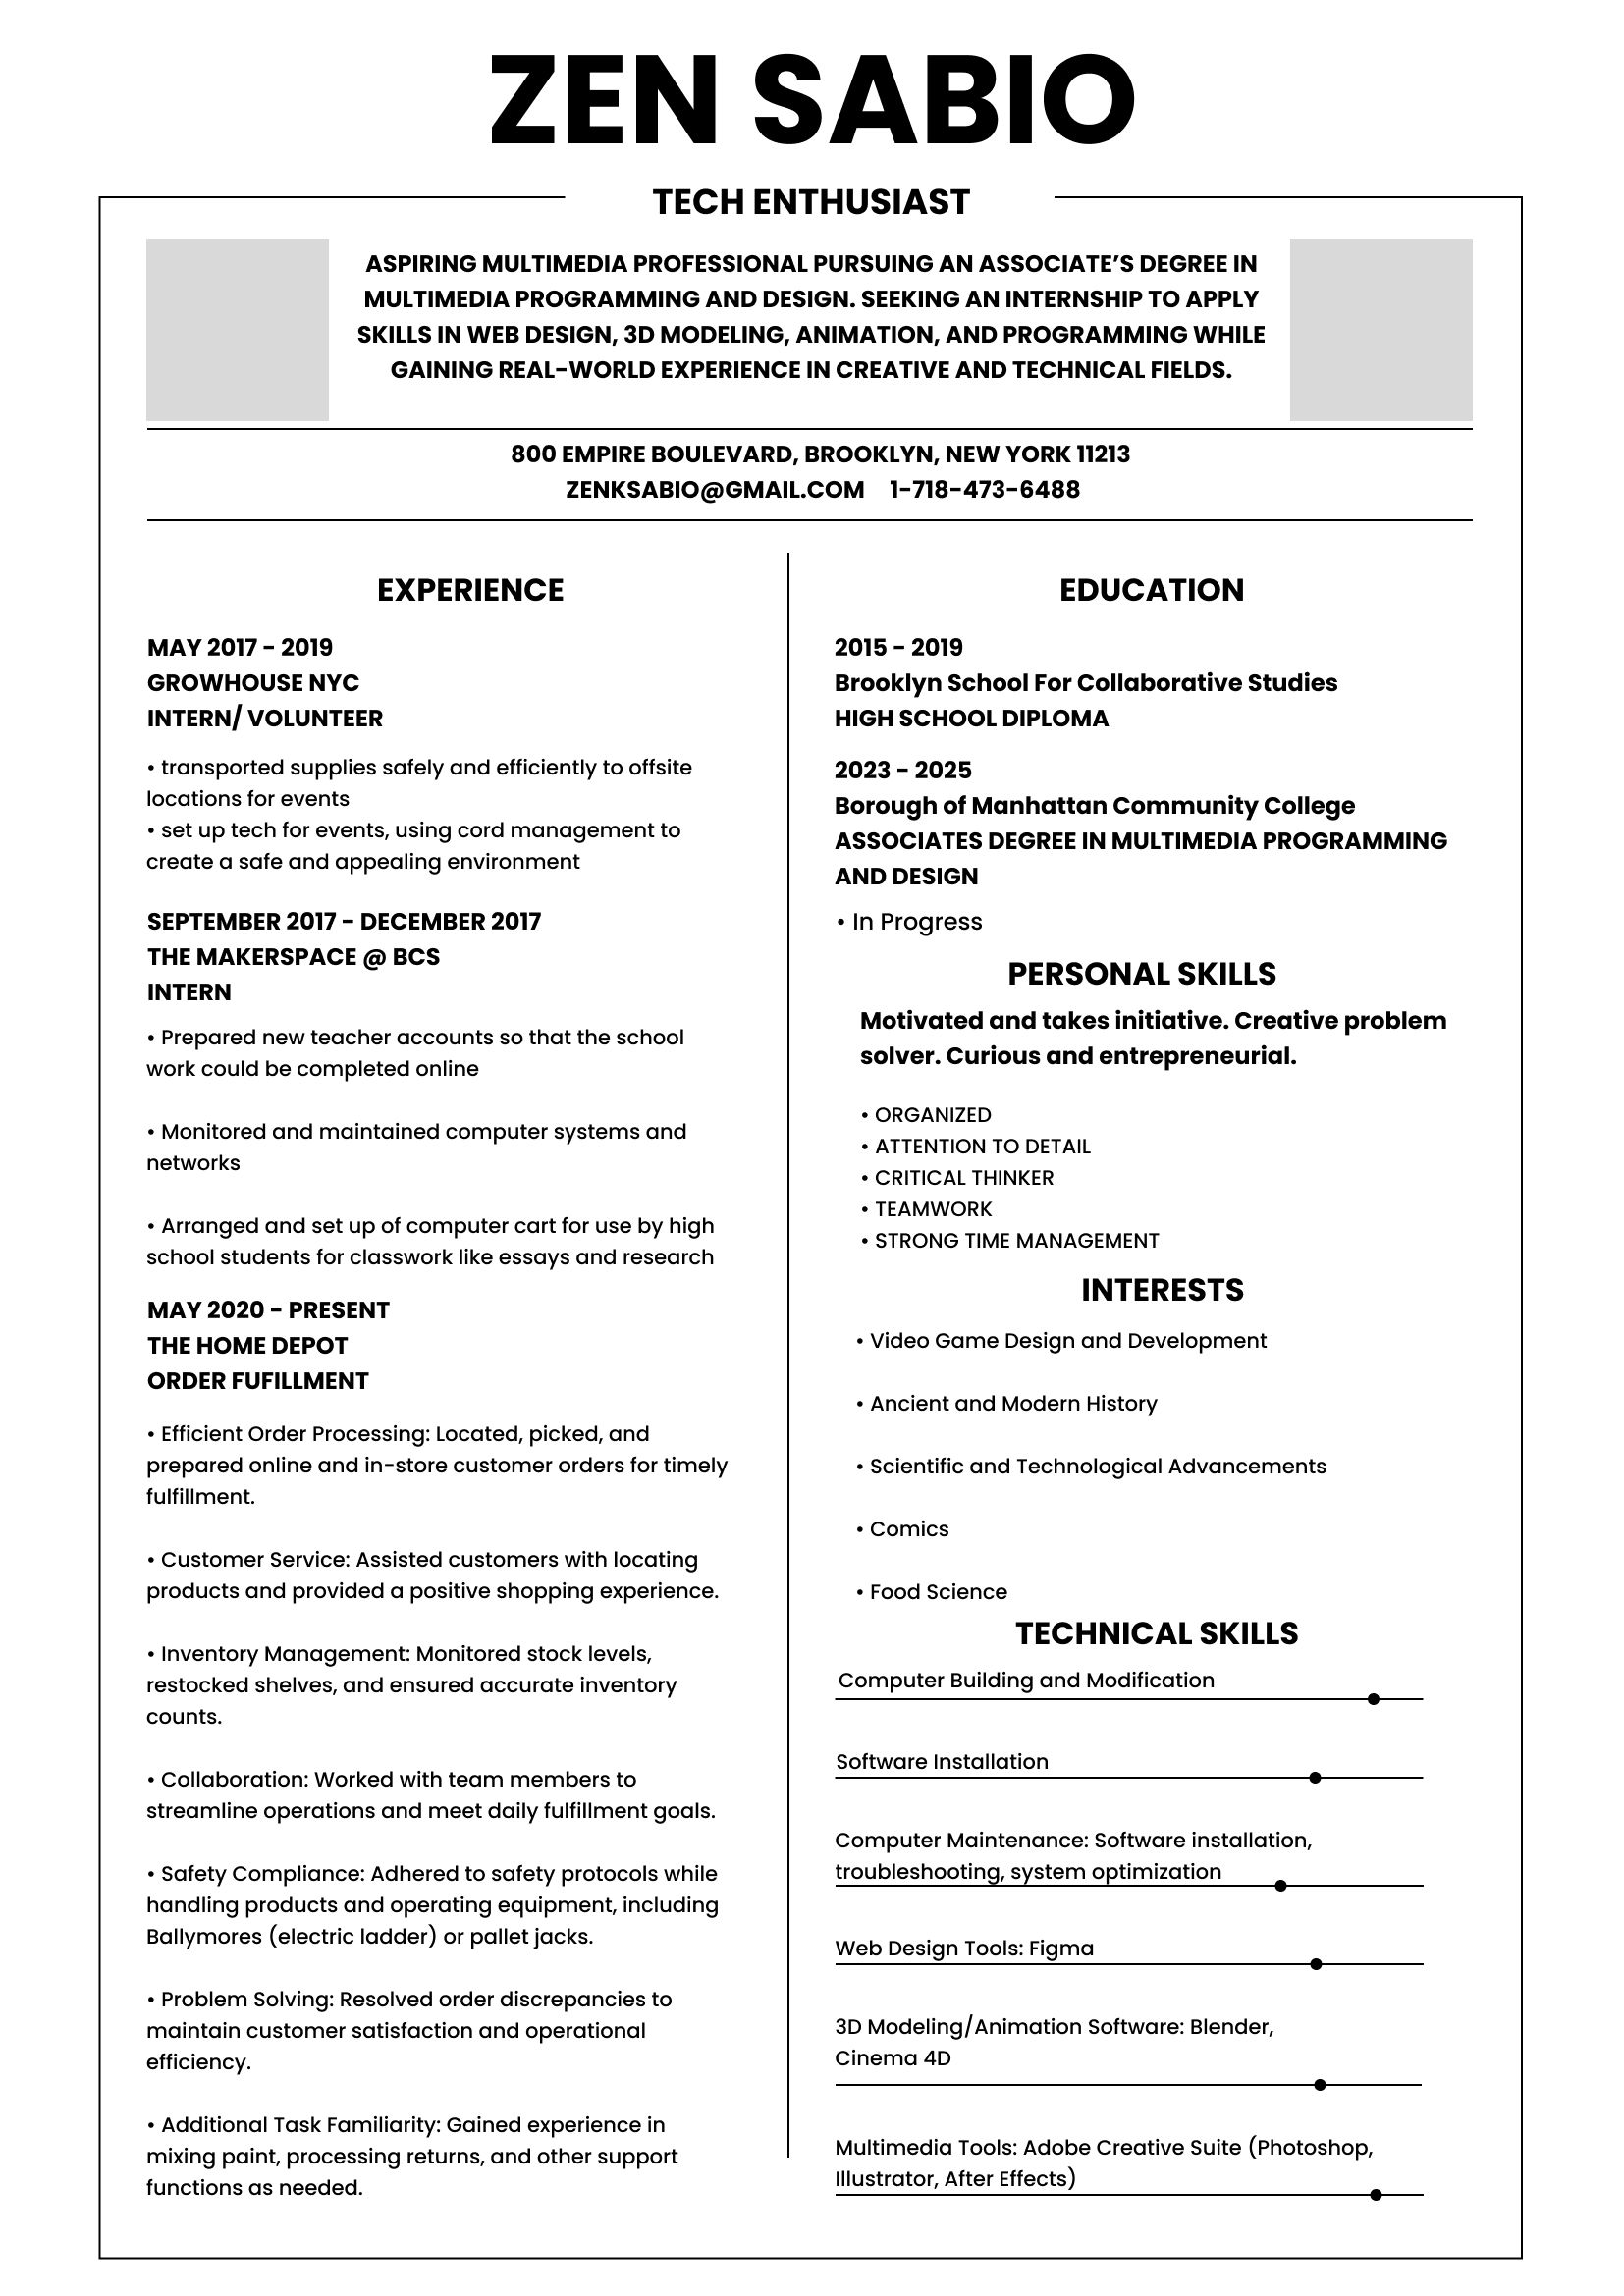 ZEN SABIO
TECH ENTHUSIAST
ASPIRING MULTIMEDIA PROFESSIONAL PURSUING AN ASSOCIATE’S DEGREE IN
MULTIMEDIA PROGRAMMING AND DESIGN. SEEKING AN INTERNSHIP TO APPLY
SKILLS IN WEB DESIGN, 3D MODELING, ANIMATION, AND PROGRAMMING WHILE
GAINING REAL-WORLD EXPERIENCE IN CREATIVE AND TECHNICAL FIELDS.
800 EMPIRE BOULEVARD, BROOKLYN, NEW YORK 11213
ZENKSABIO@GMAIL.COM 1-718-473-6488
EXPERIENCE
MAY 2017 - 2019
GROWHOUSE NYC
INTERN/ VOLUNTEER
• transported supplies safely and efficiently to offsite
locations for events
• set up tech for events, using cord management to
create a safe and appealing environment
SEPTEMBER 2017 - DECEMBER 2017
THE MAKERSPACE @ BCS
INTERN
• Prepared new teacher accounts so that the school
work could be completed online
• Monitored and maintained computer systems and
networks
• Arranged and set up of computer cart for use by high
school students for classwork like essays and research
MAY 2020 - PRESENT
THE HOME DEPOT
ORDER FUFILLMENT
• Efficient Order Processing: Located, picked, and
prepared online and in-store customer orders for timely
fulfillment.
• Customer Service: Assisted customers with locating
products and provided a positive shopping experience.
• Inventory Management: Monitored stock levels,
restocked shelves, and ensured accurate inventory
counts.
• Collaboration: Worked with team members to
streamline operations and meet daily fulfillment goals.
• Safety Compliance: Adhered to safety protocols while
handling products and operating equipment, including
Ballymores (electric ladder) or pallet jacks.
• Problem Solving: Resolved order discrepancies to
maintain customer satisfaction and operational
efficiency.
• Additional Task Familiarity: Gained experience in
mixing paint, processing returns, and other support
functions as needed.
EDUCATION
2015 - 2019
Brooklyn School For Collaborative Studies
HIGH SCHOOL DIPLOMA
2023 - 2025
Borough of Manhattan Community College
ASSOCIATES DEGREE IN MULTIMEDIA PROGRAMMING
AND DESIGN
• In Progress
PERSONAL SKILLS
Motivated and takes initiative. Creative problem
solver. Curious and entrepreneurial.
• ORGANIZED
• ATTENTION TO DETAIL
• CRITICAL THINKER
• TEAMWORK
• STRONG TIME MANAGEMENT
INTERESTS
• Video Game Design and Development
• Ancient and Modern History
• Scientific and Technological Advancements
• Comics
• Food Science
TECHNICAL SKILLS
Computer Building and Modification
Software Installation
Computer Maintenance: Software installation,
troubleshooting, system optimization
Web Design Tools: Figma
3D Modeling/Animation Software: Blender,
Cinema 4D
Multimedia Tools: Adobe Creative Suite (Photoshop,
Illustrator, After Effects)